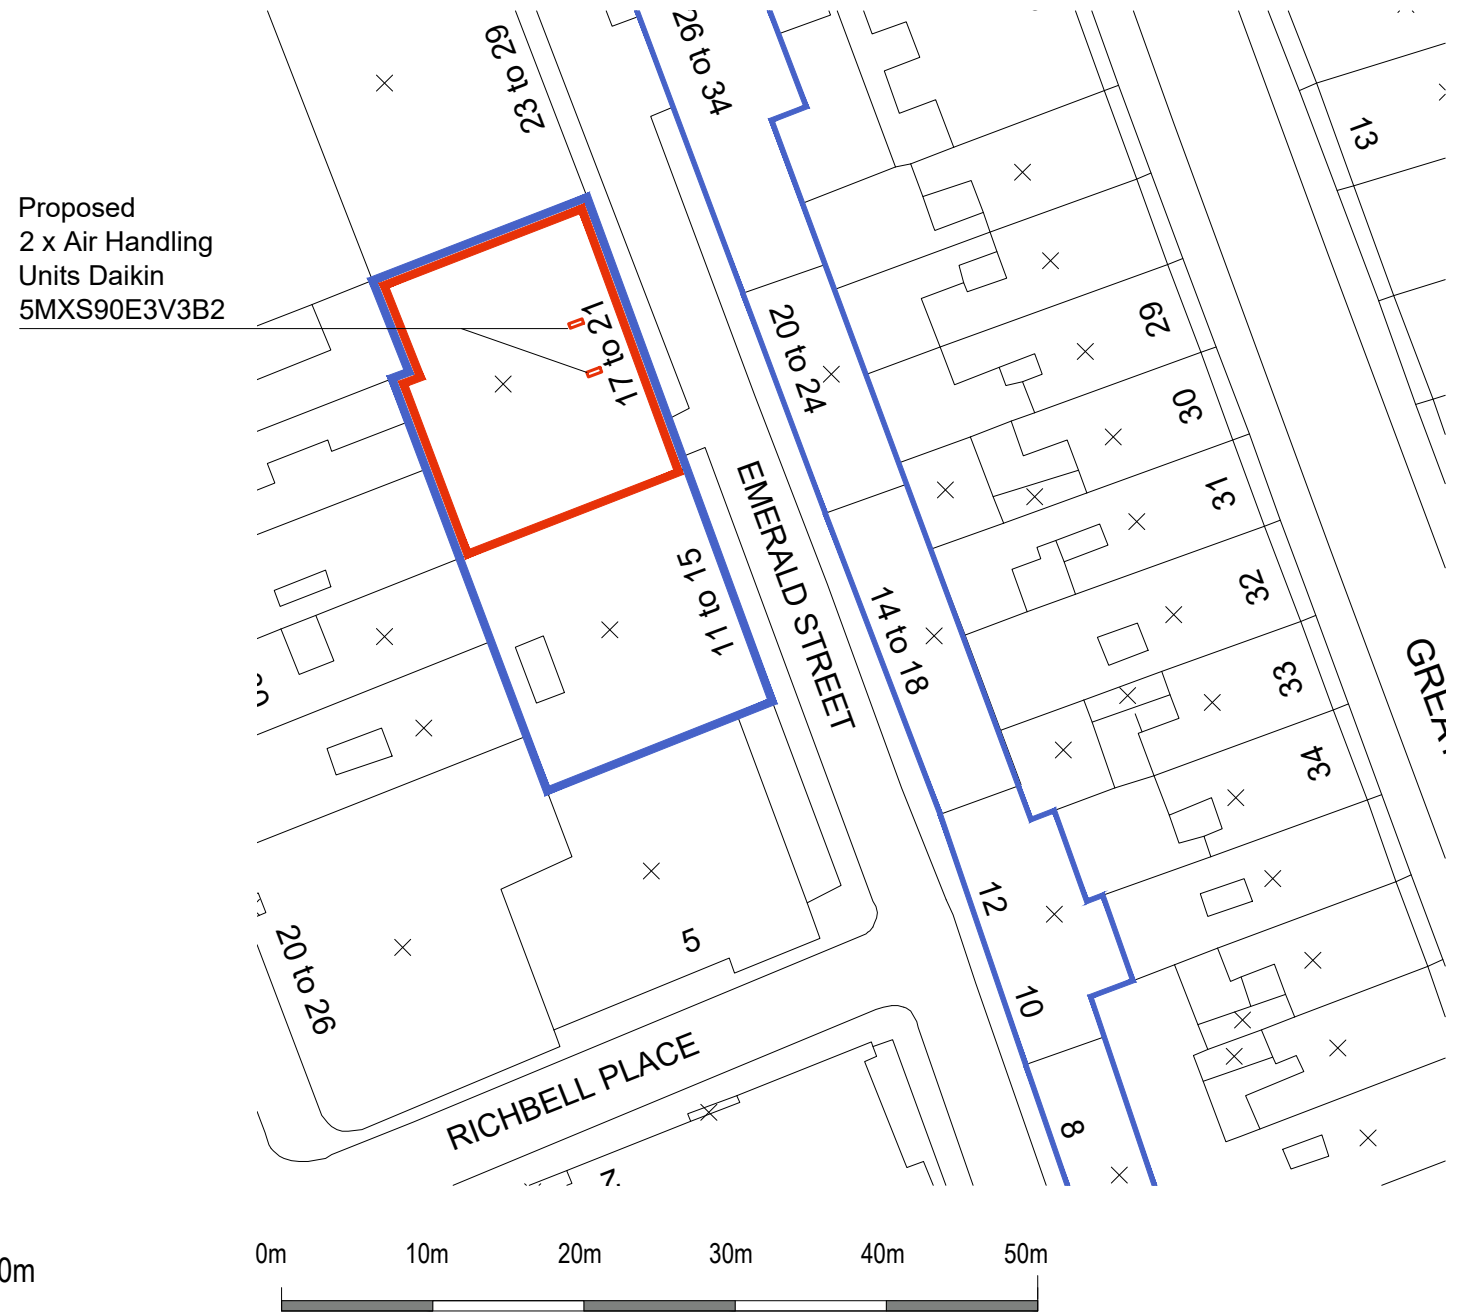 23 to 29
26 to 34
13
Proposed
2 x Air Handling
Units Daikin
5MXS90E3V3B2
17 to 21
20 to 24
29
30
31
EMERALD STREET
11 to 15
14 to 18
32
33
34
12
5
20 to 26
10
RICHBELL PLACE
8
0m
10m
20m
30m
40m
50m